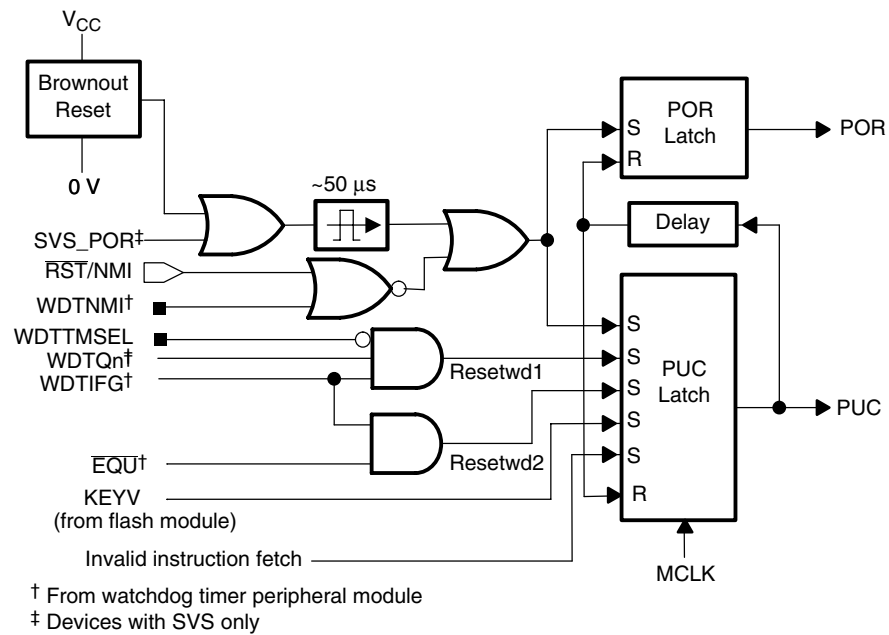 VCC
Brownout
Reset
0 V
~50 µs
SVS_POR‡
RST/NMI
WDTNMI†
WDTTMSEL
WDTQn‡
WDTIFG†
EQU†
KEYV
(from flash module)
Invalid instruction fetch
Resetwd1
Resetwd2
POR
Latch
S
R
POR
Delay
S
S
S
S
S
R
PUC
Latch
PUC
MCLK
† From watchdog timer peripheral module
‡ Devices with SVS only